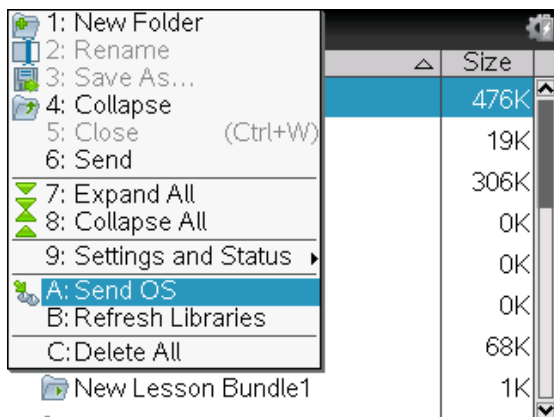 1: New Folder
2: Rename
Size
3: Save As...
476K
4: Collapse
5: Close (Ctrl+W)
19K
6: Send
306K
7: Expand All
8: Collapse All
0K
9: Settings and Status
0K
A: Send OS
0K
B: Refresh Libraries
C: Delete All
68K
New Lesson Bundle1
1K